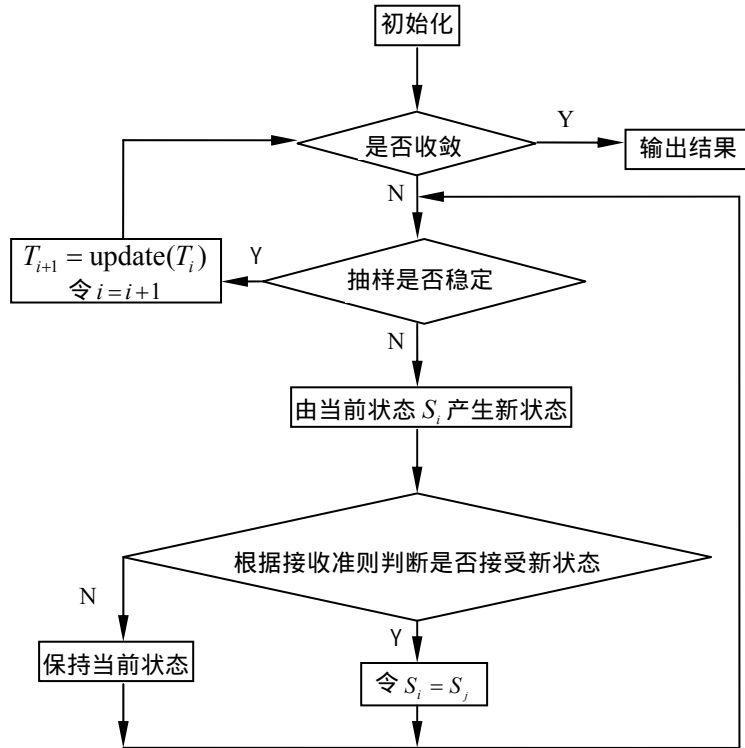 初始化
是否收敛
Y
输出结果
N
T_{i+1} = update(T_i)
令 i = i+1
Y
抽样是否稳定
N
由当前状态 S_i 产生新状态
根据接收准则判断是否接受新状态
N
Y
保持当前状态
令 S_i = S_j